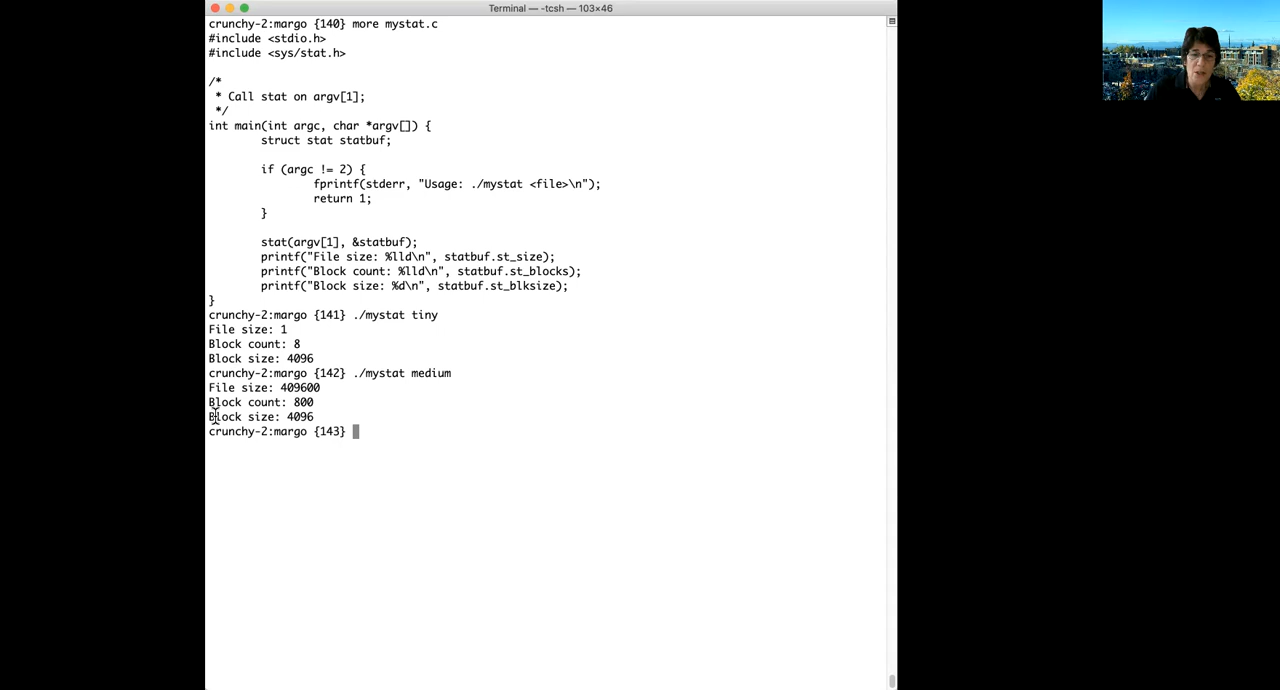 Terminal — -tcsh — 103×46
crunchy-2:margo {140} more mystat.c
#include <stdio.h>
#include <sys/stat.h>
/*
 * Call stat on argv[1];
 */
int main(int argc, char *argv[]) {
        struct stat statbuf;
        if (argc != 2) {
                fprintf(stderr, "Usage: ./mystat <file>\n");
                return 1;
        }
        stat(argv[1], &statbuf);
        printf("File size: %lld\n", statbuf.st_size);
        printf("Block count: %lld\n", statbuf.st_blocks);
        printf("Block size: %d\n", statbuf.st_blksize);
}
crunchy-2:margo {141} ./mystat tiny
File size: 1
Block count: 8
Block size: 4096
crunchy-2:margo {142} ./mystat medium
File size: 409600
Block count: 800
Block size: 4096
crunchy-2:margo {143}